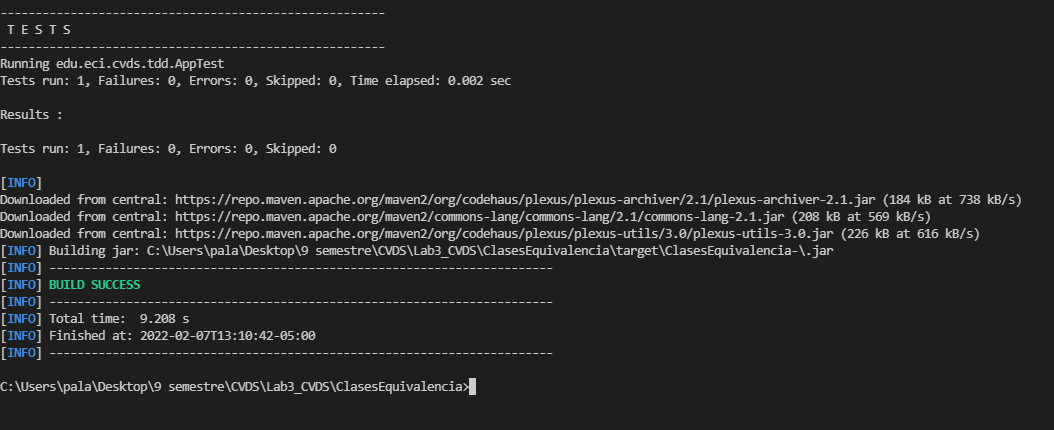 -------------------------------------------------------
T E S T S
-------------------------------------------------------
Running edu.eci.cvds.tdd.AppTest
Tests run: 1, Failures: 0, Errors: 0, Skipped: 0, Time elapsed: 0.002 sec
Results :
Tests run: 1, Failures: 0, Errors: 0, Skipped: 0
[INFO]
Downloaded from central: https://repo.maven.apache.org/maven2/org/codehaus/plexus/plexus-archiver/2.1/plexus-archiver-2.1.jar (184 kB at 738 kB/s)
Downloaded from central: https://repo.maven.apache.org/maven2/commons-lang/commons-lang/2.1/commons-lang-2.1.jar (208 kB at 569 kB/s)
Downloaded from central: https://repo.maven.apache.org/maven2/org/codehaus/plexus/plexus-utils/3.0/plexus-utils-3.0.jar (226 kB at 616 kB/s)
[INFO] Building jar: C:\Users\pala\Desktop\9 semestre\CVDS\Lab3_CVDS\ClasesEquivalencia\target\ClasesEquivalencia-\.jar
[INFO] ------------------------------------------------------------------------
[INFO] BUILD SUCCESS
[INFO] ------------------------------------------------------------------------
[INFO] Total time:  9.208 s
[INFO] Finished at: 2022-02-07T13:10:42-05:00
[INFO] ------------------------------------------------------------------------
C:\Users\pala\Desktop\9 semestre\CVDS\Lab3_CVDS\ClasesEquivalencia>